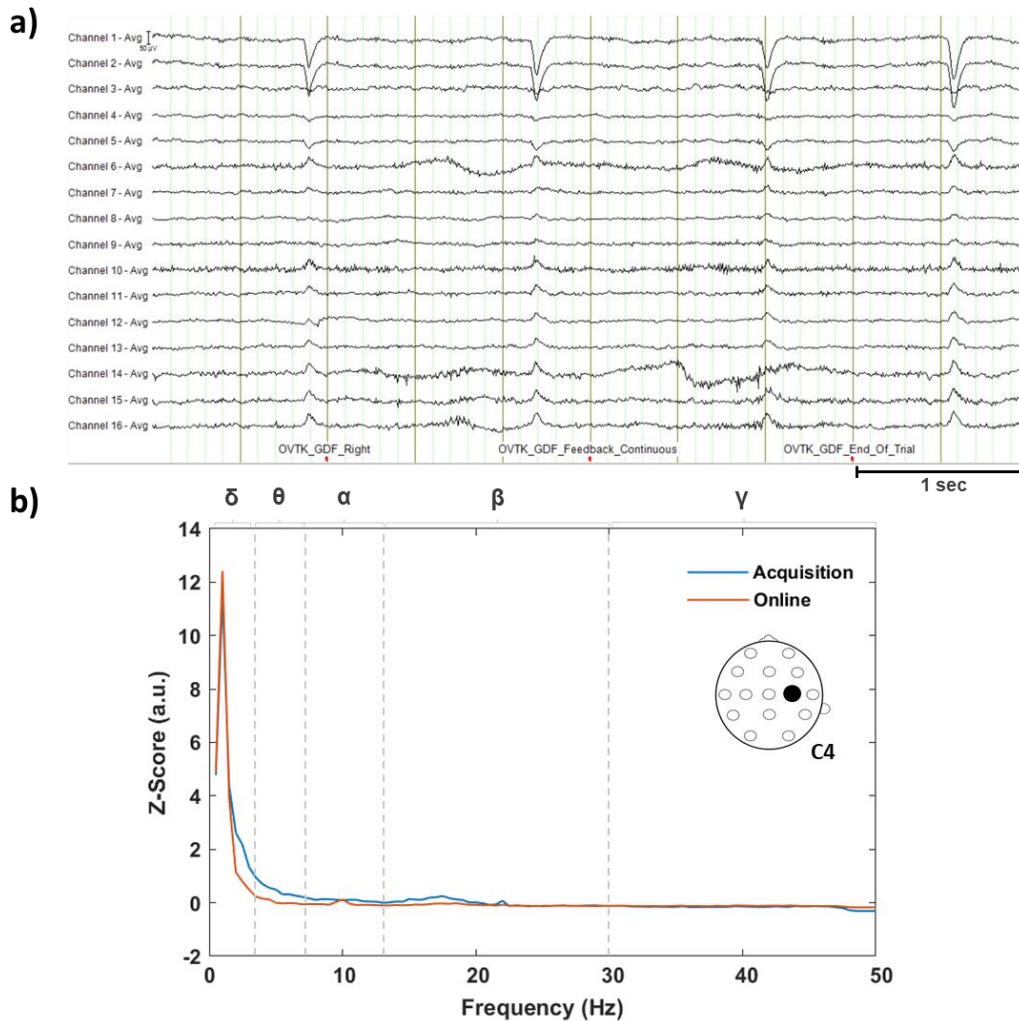 a)
Channel 1 - Avg
50 µV
Channel 2 - Avg
Channel 3 - Avg
Channel 4 - Avg
Channel 5 - Avg
Channel 6 - Avg
Channel 7 - Avg
Channel 8 - Avg
Channel 9 - Avg
Channel 10 - Avg
Channel 11 - Avg
Channel 12 - Avg
Channel 13 - Avg
Channel 14 - Avg
Channel 15 - Avg
Channel 16 - Avg
OVTK_GDF_Right OVTK_GDF_Feedback_Continuous OVTK_GDF_End_Of_Trial
1 sec
b)
δ θ α β γ
14
12
10
8
6
4
2
0
-2
Z-Score (a.u.)
Acquisition
Online
C4
0 10 20 30 40 50
Frequency (Hz)